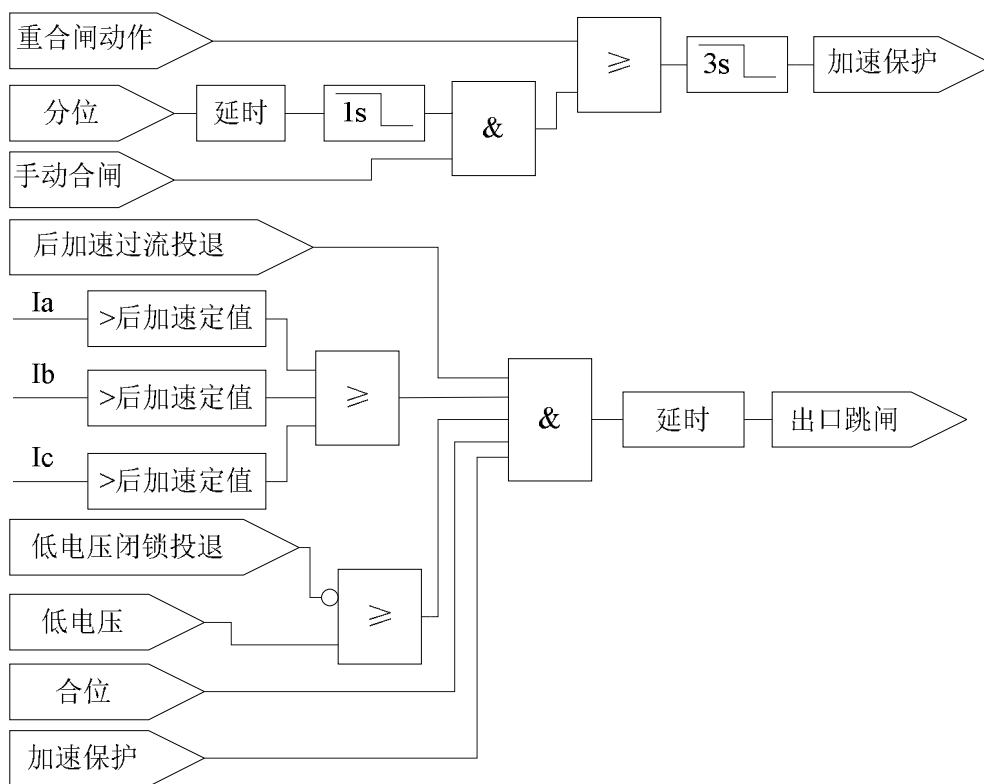 重合闸动作
≥
3s
加速保护
分位
延时
1s
&
手动合闸
后加速过流投退
Ia
>后加速定值
Ib
>后加速定值
≥
Ic
>后加速定值
&
延时
出口跳闸
低电压闭锁投退
低电压
≥
合位
加速保护